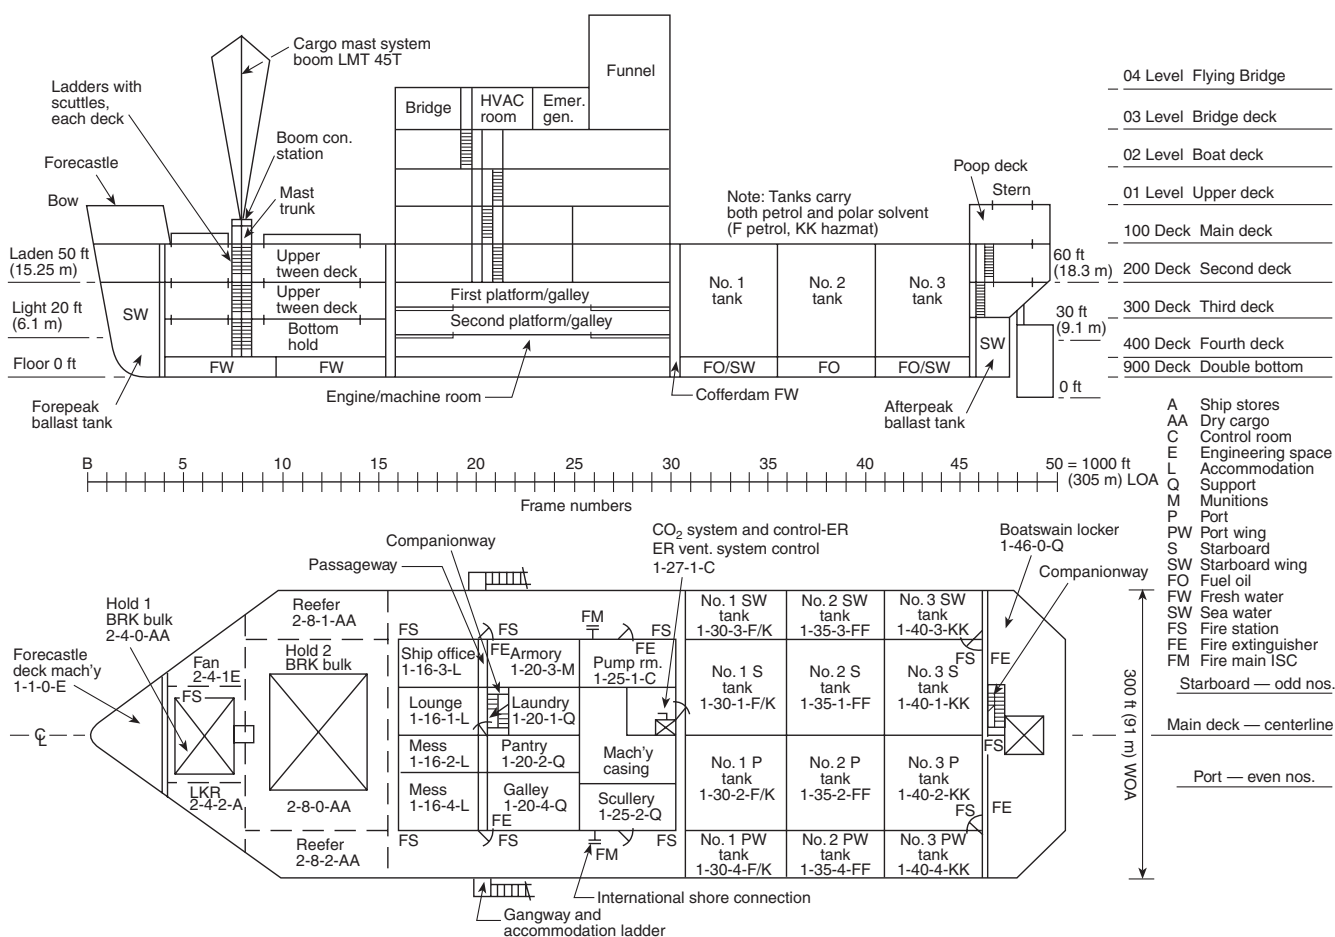 Cargo mast system
boom LMT 45T
Ladders with
scuttles,
each deck
Boom con.
station
Forecastle
Bow
Mast
trunk
Funnel
Bridge
HVAC
room
Emer.
gen.
Note: Tanks carry
both petrol and polar solvent
(F petrol, KK hazmat)
Poop deck
Stern
04 Level Flying Bridge
03 Level Bridge deck
02 Level Boat deck
01 Level Upper deck
100 Deck Main deck
200 Deck Second deck
300 Deck Third deck
400 Deck Fourth deck
900 Deck Double bottom
Laden 50 ft
(15.25 m)
Light 20 ft
(6.1 m)
Floor 0 ft
SW
Upper
tween deck
Upper
tween deck
Bottom
hold
FW
FW
First platform/galley
Second platform/galley
No. 1
tank
No. 2
tank
No. 3
tank
FO/SW
FO
FO/SW
SW
60 ft
(18.3 m)
30 ft
(9.1 m)
0 ft
Forepeak
ballast tank
Engine/machine room
Cofferdam FW
Afterpeak
ballast tank
A Ship stores
AA Dry cargo
C Control room
E Engineering space
L Accommodation
Q Support
M Munitions
P Port
PW Port wing
S Starboard
SW Starboard wing
FO Fuel oil
FW Fresh water
SW Sea water
FS Fire station
FE Fire extinguisher
FM Fire main ISC
Starboard — odd nos.
Main deck — centerline
Port — even nos.
B 5 10 15 20 25 30 35 40 45 50 = 1000 ft
(305 m) LOA
Frame numbers
Companionway
Passageway
CO2 system and control-ER
ER vent. system control
1-27-1-C
Boatswain locker
1-46-0-Q
Companionway
Hold 1
BRK bulk
2-4-0-AA
Forecastle
deck mach'y
1-1-0-E
CL
Reefer
2-8-1-AA
Fan
2-4-1E
FS
Hold 2
BRK bulk
LKR
2-4-2-A
2-8-0-AA
Reefer
2-8-2-AA
FS
FS
FM
FS
FE
FE
Ship office
1-16-3-L
Armory
1-20-3-M
Pump rm.
1-25-1-C
Lounge
1-16-1-L
Laundry
1-20-1-Q
Mess
1-16-2-L
Pantry
1-20-2-Q
Mach'y
casing
Mess
1-16-4-L
Galley
1-20-4-Q
Scullery
1-25-2-Q
FE
FS
FS
FM
FS
No. 1 SW
tank
1-30-3-F/K
No. 2 SW
tank
1-35-3-FF
No. 3 SW
tank
1-40-3-KK
No. 1 S
tank
1-30-1-F/K
No. 2 S
tank
1-35-1-FF
No. 3 S
tank
1-40-1-KK
No. 1 P
tank
1-30-2-F/K
No. 2 P
tank
1-35-2-FF
No. 3 P
tank
1-40-2-KK
No. 1 PW
tank
1-30-4-F/K
No. 2 PW
tank
1-35-4-FF
No. 3 PW
tank
1-40-4-KK
FS
FE
FS
FS
FE
300 ft (91 m) WOA
International shore connection
Gangway and
accommodation ladder